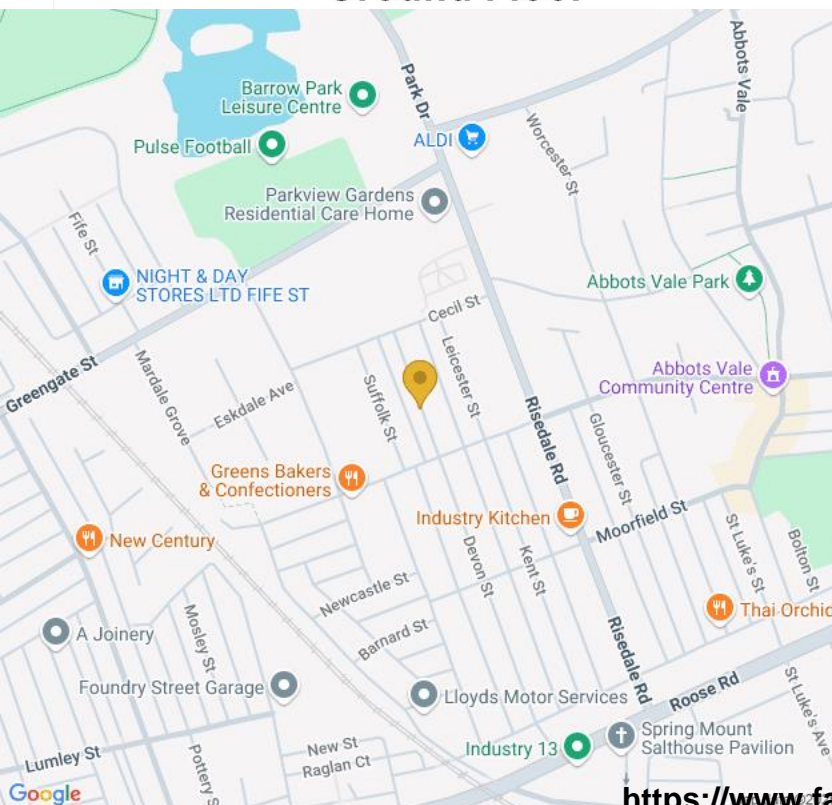 Park Dr
Abbots Vale
Barrow Park
Leisure Centre
Pulse Football
ALDI
Worcester St
Parkview Gardens
Residential Care Home
Fife St
NIGHT & DAY
STORES LTD FIFE ST
Abbots Vale Park
Cecil St
Greengate St
Mardale Grove
Leicester St
Abbots Vale
Community Centre
Eskdale Ave
Suffolk St
Risedale Rd
Gloucester St
Greens Bakers
& Confectioners
Industry Kitchen
Moorfield St
New Century
Devon St
Kent St
St Luke's St
Bolton St
Newcastle St
Thai Orchid
A Joinery
Mosley St
Barnard St
Risedale Rd
Foundry Street Garage
Lloyds Motor Services
Roose Rd
St Luke's Ave
New St
Raglan Ct
Industry 13
Spring Mount
Salthouse Pavilion
Lumley St
Pottery S
Google
https://www.fa